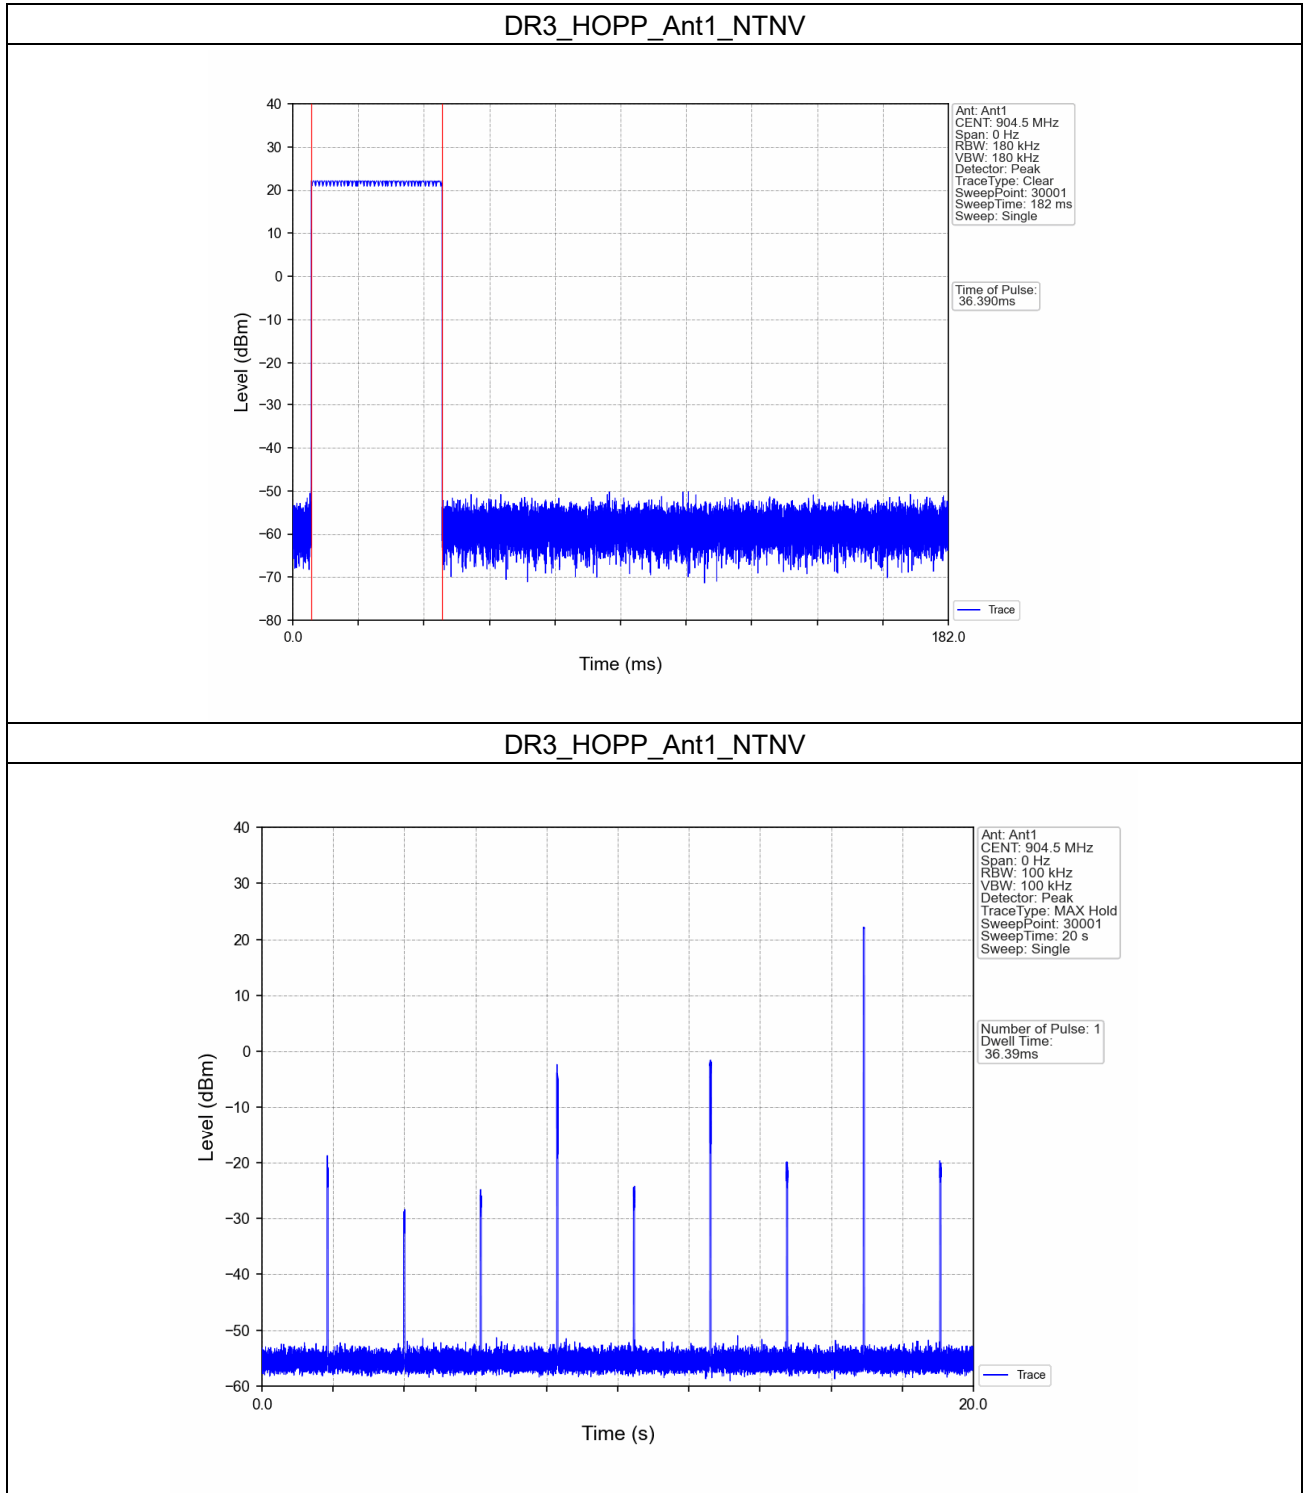 DR3_HOPP_Ant1_NTNV
40
30
20
10
0
−10
−20
−30
−40
−50
−60
−70
−80
Level (dBm)
0.0
182.0
Time (ms)
Ant: Ant1
CENT: 904.5 MHz
Span: 0 Hz
RBW: 180 kHz
VBW: 180 kHz
Detector: Peak
TraceType: Clear
SweepPoint: 30001
SweepTime: 182 ms
Sweep: Single
Time of Pulse:
36.390ms
Trace
DR3_HOPP_Ant1_NTNV
40
30
20
10
0
−10
−20
−30
−40
−50
−60
Level (dBm)
0.0
20.0
Time (s)
Ant: Ant1
CENT: 904.5 MHz
Span: 0 Hz
RBW: 100 kHz
VBW: 100 kHz
Detector: Peak
TraceType: MAX Hold
SweepPoint: 30001
SweepTime: 20 s
Sweep: Single
Number of Pulse: 1
Dwell Time:
36.39ms
Trace